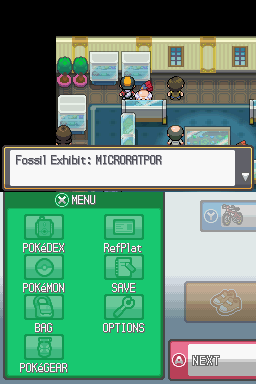 Fossil Exhibit: MICRORATPOR
MENU
POKéDEX
RefPlat
POKéMON
SAVE
BAG
OPTIONS
POKéGEAR
Y
A NEXT